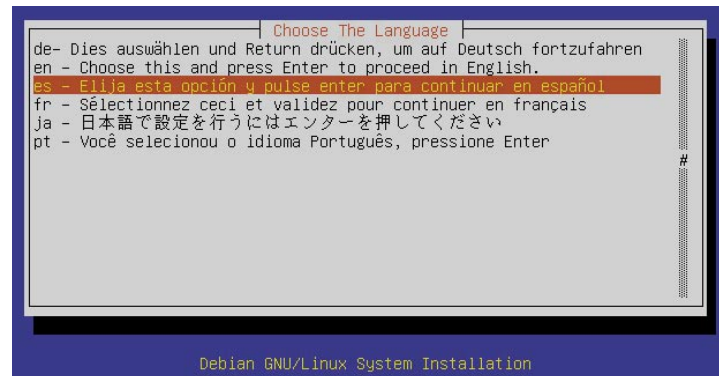 Choose The Language
de- Dies auswählen und Return drücken, um auf Deutsch fortzufahren
en - Choose this and press Enter to proceed in English.
es - Elija esta opción y pulse enter para continuar en español
fr - Sélectionnez ceci et validez pour continuer en français
ja - 日本語で設定を行うにはエンターを押してください
pt - Você selecionou o idioma Português, pressione Enter
#
Debian GNU/Linux System Installation